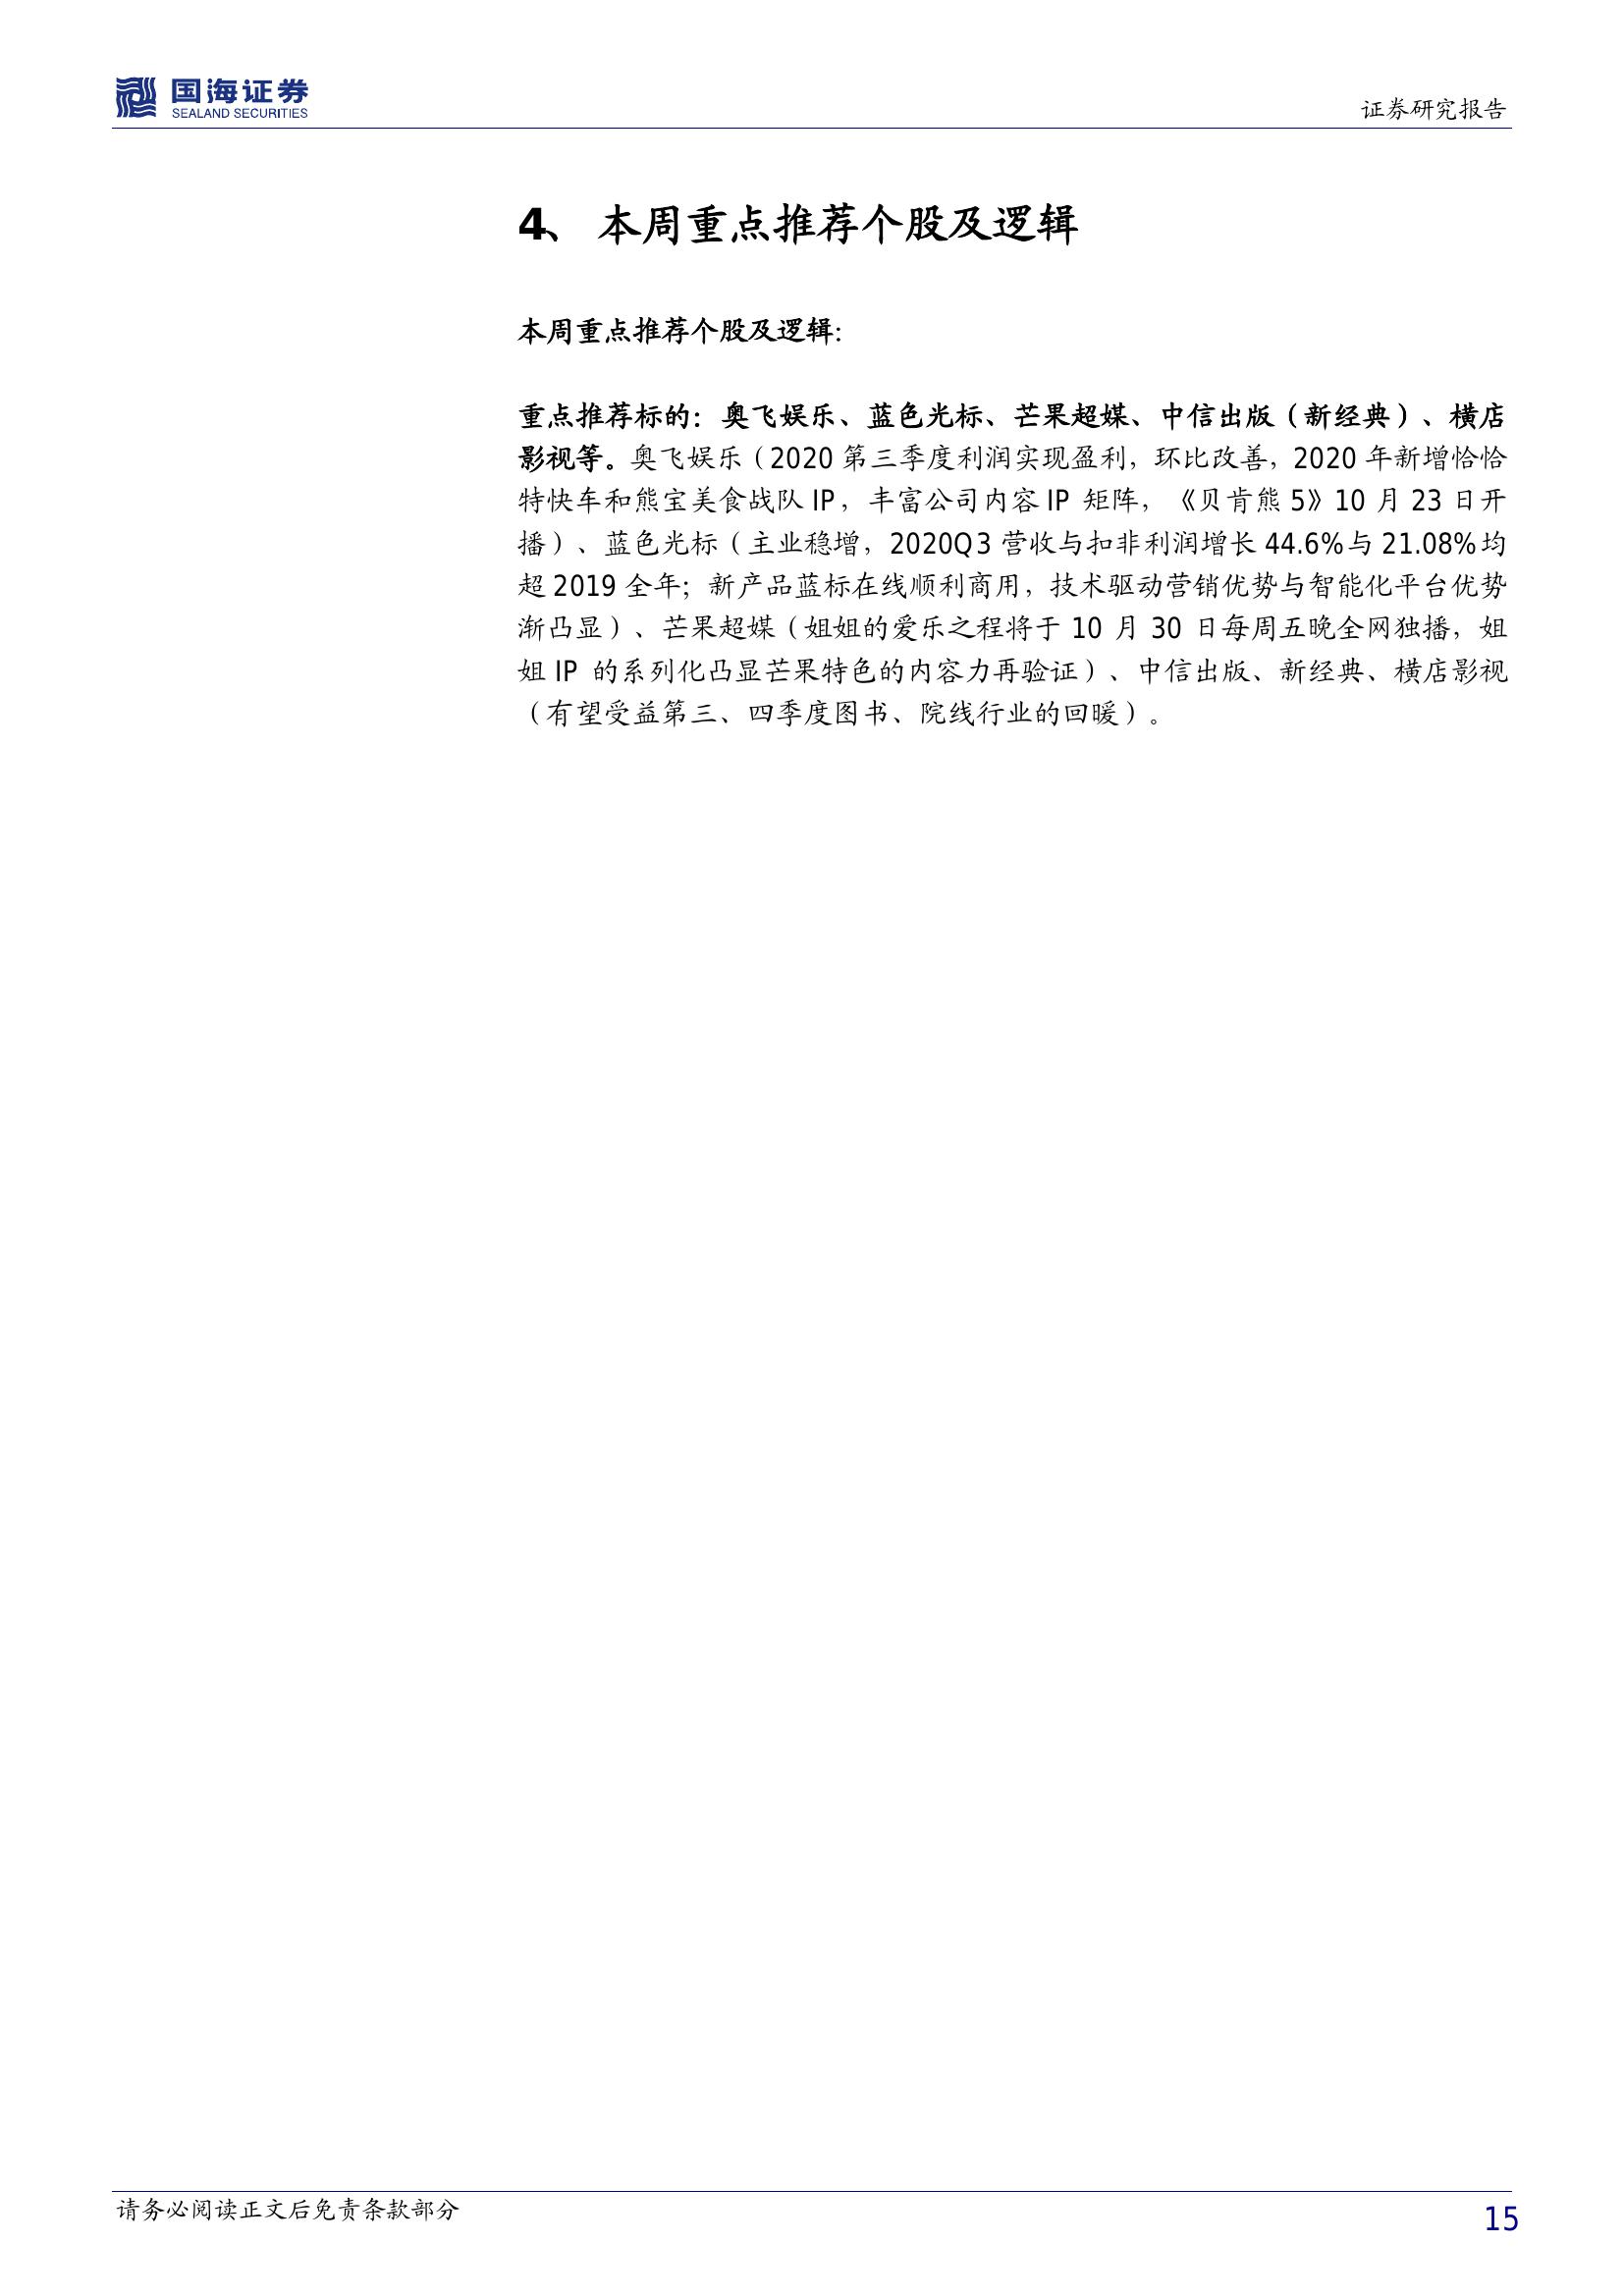 国海证券
SEALAND SECURITIES
证券研究报告
4、 本周重点推荐个股及逻辑
本周重点推荐个股及逻辑：
重点推荐标的：奥飞娱乐、蓝色光标、芒果超媒、中信出版（新经典）、横店
影视等。奥飞娱乐（2020 第三季度利润实现盈利，环比改善，2020 年新增恰恰
特快车和熊宝美食战队 IP，丰富公司内容 IP 矩阵，《贝肯熊 5》10 月 23 日开
播）、蓝色光标（主业稳增，2020Q3 营收与扣非利润增长 44.6%与 21.08%均
超 2019 全年；新产品蓝标在线顺利商用，技术驱动营销优势与智能化平台优势
渐凸显）、芒果超媒（姐姐的爱乐之程将于 10 月 30 日每周五晚全网独播，姐
姐 IP 的系列化凸显芒果特色的内容力再验证）、中信出版、新经典、横店影视
（有望受益第三、四季度图书、院线行业的回暖）。
请务必阅读正文后免责条款部分
15